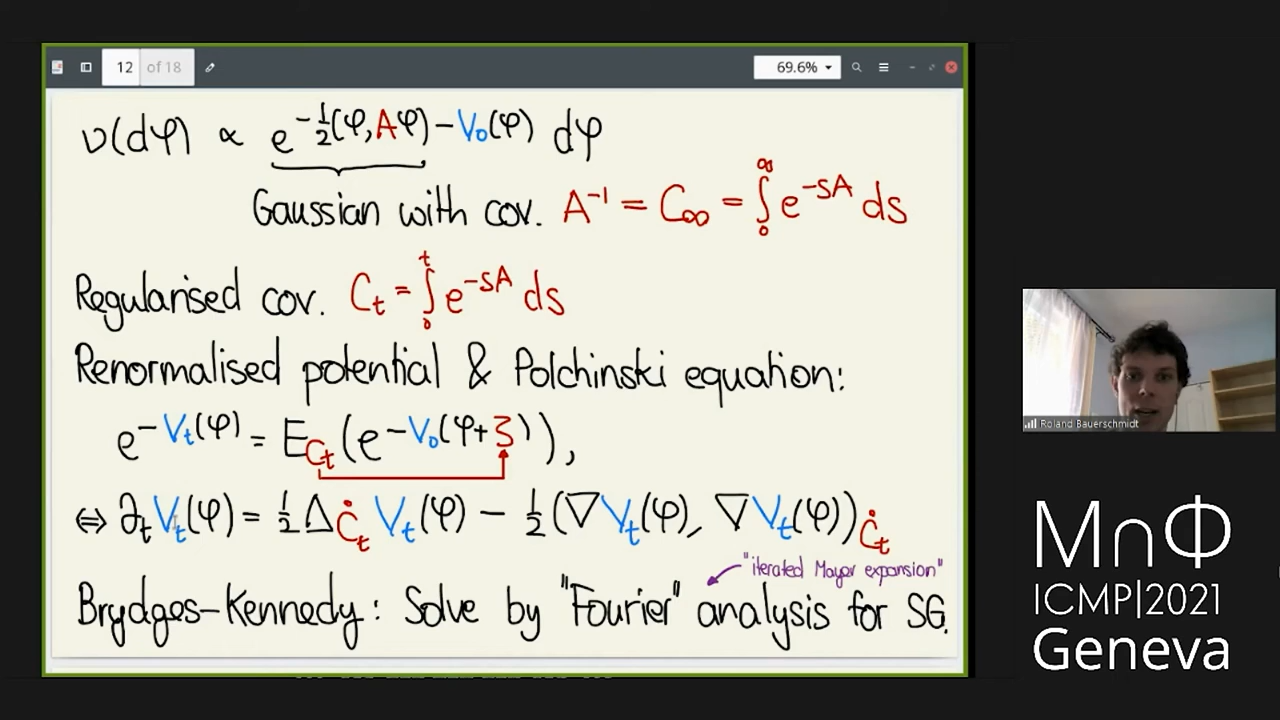 12 of 18
69.6%
ν(dφ) ∝ e^{-½(φ,Aφ) - V₀(φ)} dφ
Gaussian with cov. A⁻¹ = C_∞ = ∫₀^∞ e^{-sA} ds
Regularised cov. C_t = ∫₀^t e^{-sA} ds
Renormalised potential & Polchinski equation:
e^{-V_t(φ)} = E_{C_t}(e^{-V₀(φ+ζ)}),
⇔ ∂_t V_t(φ) = ½ Δ_{Ċ_t} V_t(φ) - ½ (∇V_t(φ), ∇V_t(φ))_{Ċ_t}
"iterated Mayer expansion"
Brydges-Kennedy: Solve by "Fourier" analysis for SG.
Roland Bauerschmidt
M∩Φ
ICMP|2021
Geneva